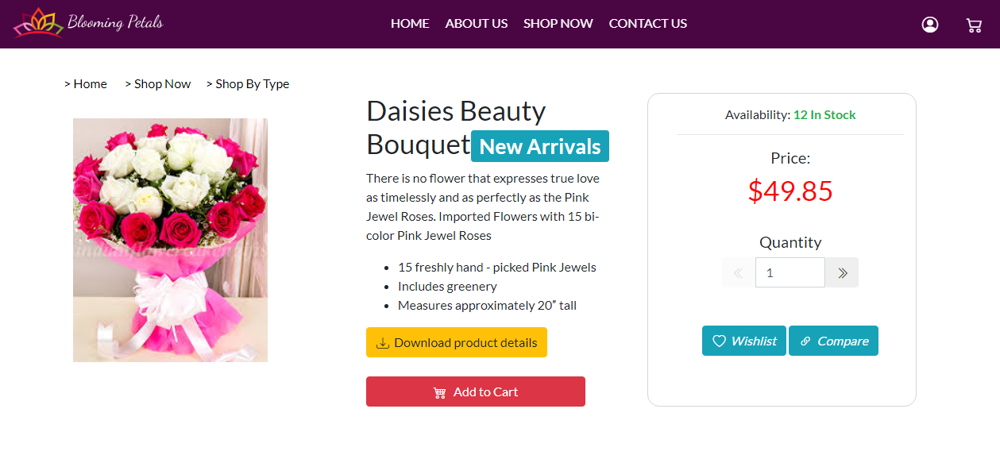 Blooming Petals
HOME ABOUT US SHOP NOW CONTACT US
> Home > Shop Now > Shop By Type
Daisies Beauty
Bouquet New Arrivals
There is no flower that expresses true love
as timelessly and as perfectly as the Pink
Jewel Roses. Imported Flowers with 15 bi-
color Pink Jewel Roses
• 15 freshly hand - picked Pink Jewels
• Includes greenery
• Measures approximately 20″ tall
Download product details
Add to Cart
Availability: 12 In Stock
Price:
$49.85
Quantity
« 1 »
Wishlist Compare